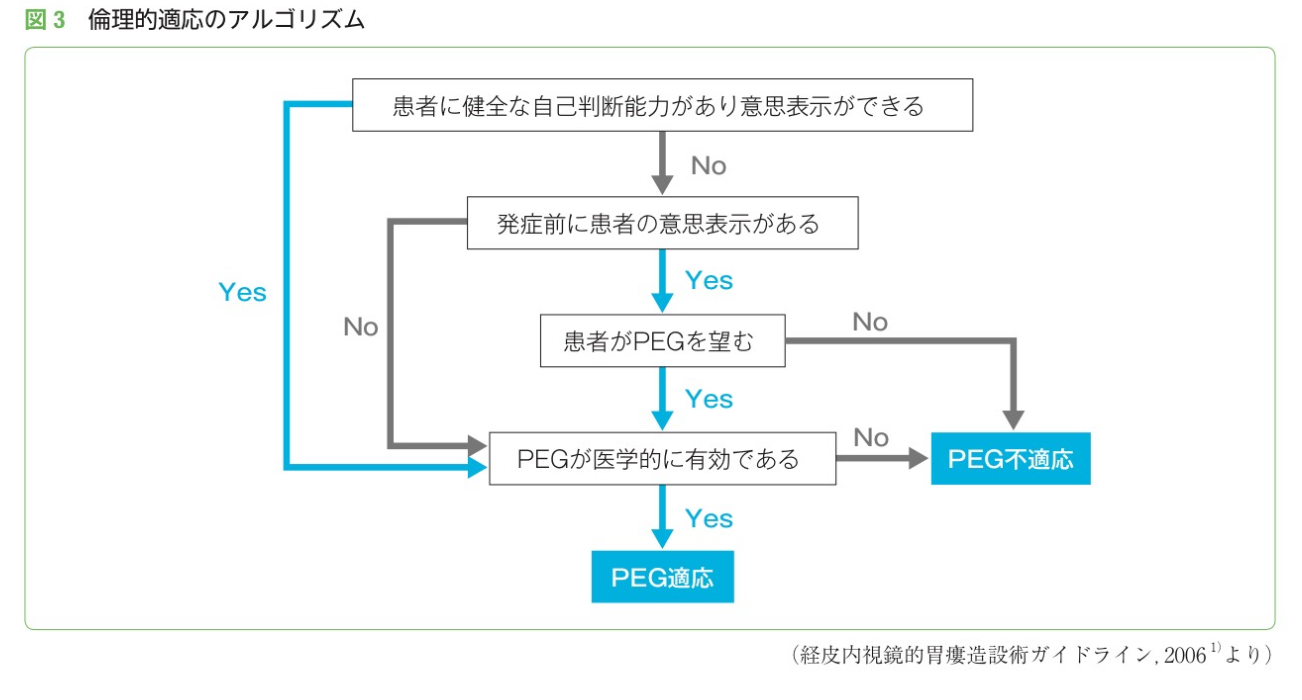 図3 倫理的適応のアルゴリズム
患者に健全な自己判断能力があり意思表示ができる
No
発症前に患者の意思表示がある
Yes
Yes
No
患者がPEGを望む
No
Yes
PEGが医学的に有効である
No
PEG不適応
Yes
PEG適応
（経皮内視鏡的胃瘻造設術ガイドライン, 2006 1)より）